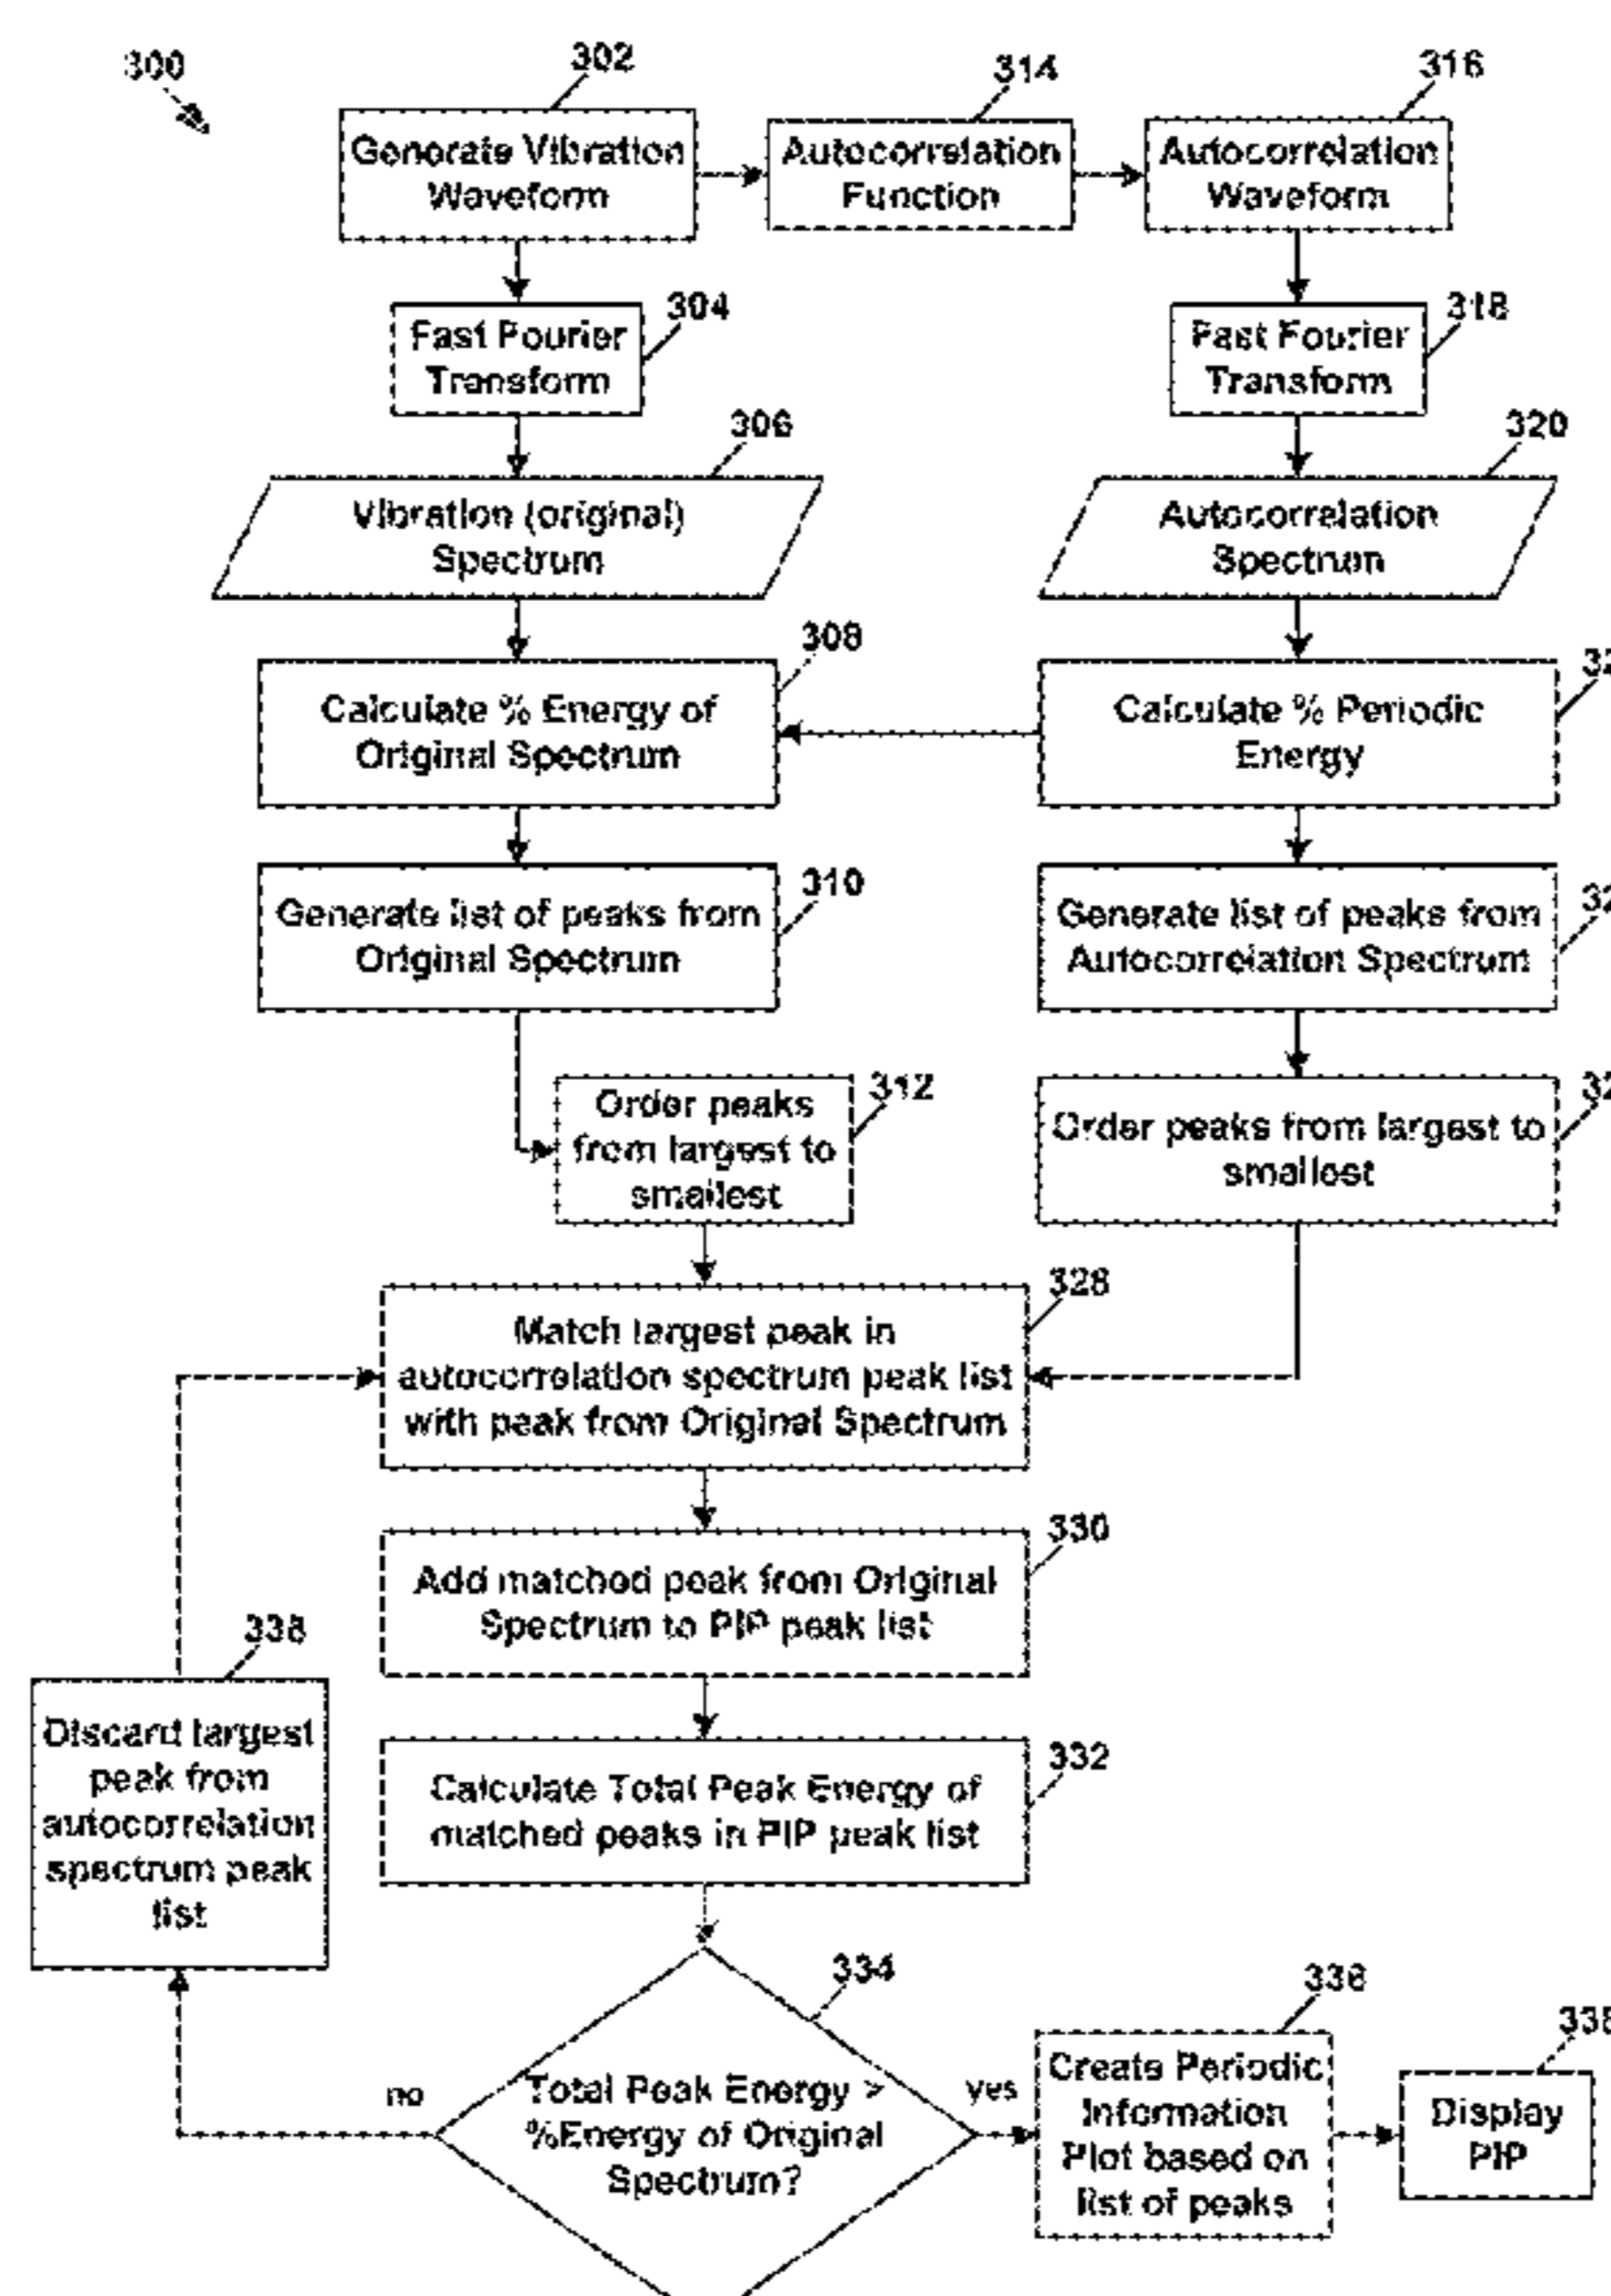 300
302
314
316
Generate Vibration
Waveform
Autocorrelation
Function
Autocorrelation
Waveform
304
318
Fast Fourier
Transform
Fast Fourier
Transform
306
320
Vibration (original)
Spectrum
Autocorrelation
Spectrum
308
Calculate % Energy of
Original Spectrum
Calculate % Periodic
Energy
310
Generate list of peaks from
Original Spectrum
Generate list of peaks from
Autocorrelation Spectrum
312
Order peaks
from largest to
smallest
Order peaks from largest to
smallest
328
Match largest peak in
autocorrelation spectrum peak list
with peak from Original Spectrum
330
Add matched peak from Original
Spectrum to PIP peak list
338
Discard largest
peak from
autocorrelation
spectrum peak
list
332
Calculate Total Peak Energy of
matched peaks in PIP peak list
334
Total Peak Energy >
%Energy of Original
Spectrum?
no
yes
336
Create Periodic
Information
Plot based on
list of peaks
338
Display
PIP